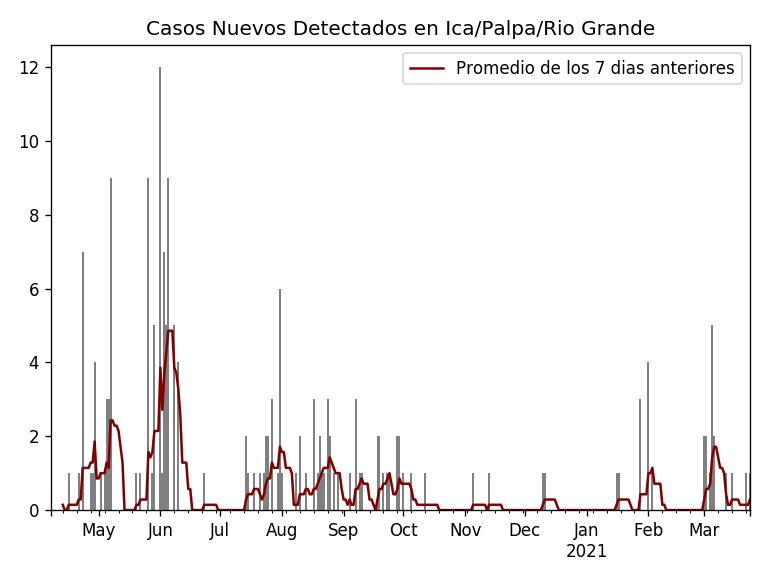 Casos Nuevos Detectados en Ica/Palpa/Rio Grande
Promedio de los 7 dias anteriores
12
10
8
6
4
2
0
May Jun Jul Aug Sep Oct Nov Dec Jan Feb Mar
2021